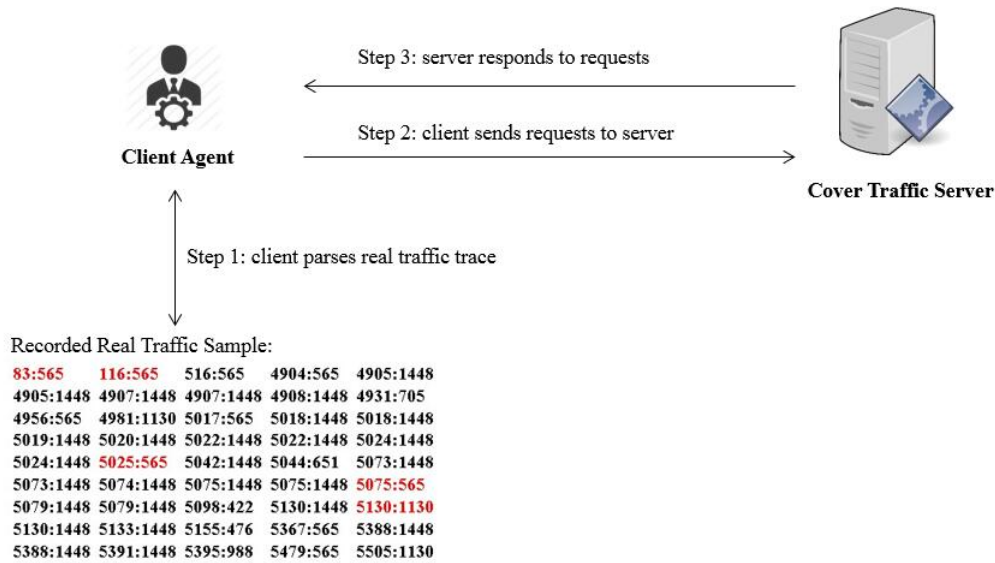 Step 3: server responds to requests
Step 2: client sends requests to server
Client Agent
Cover Traffic Server
Step 1: client parses real traffic trace
Recorded Real Traffic Sample:
83:565 116:565 516:565 4904:565 4905:1448
4905:1448 4907:1448 4907:1448 4908:1448 4931:705
4956:565 4981:1130 5017:565 5018:1448 5018:1448
5019:1448 5020:1448 5022:1448 5022:1448 5024:1448
5024:1448 5025:565 5042:1448 5044:651 5073:1448
5073:1448 5074:1448 5075:1448 5075:1448 5075:565
5079:1448 5079:1448 5098:422 5130:1448 5130:1130
5130:1448 5133:1448 5155:476 5367:565 5388:1448
5388:1448 5391:1448 5395:988 5479:565 5505:1130